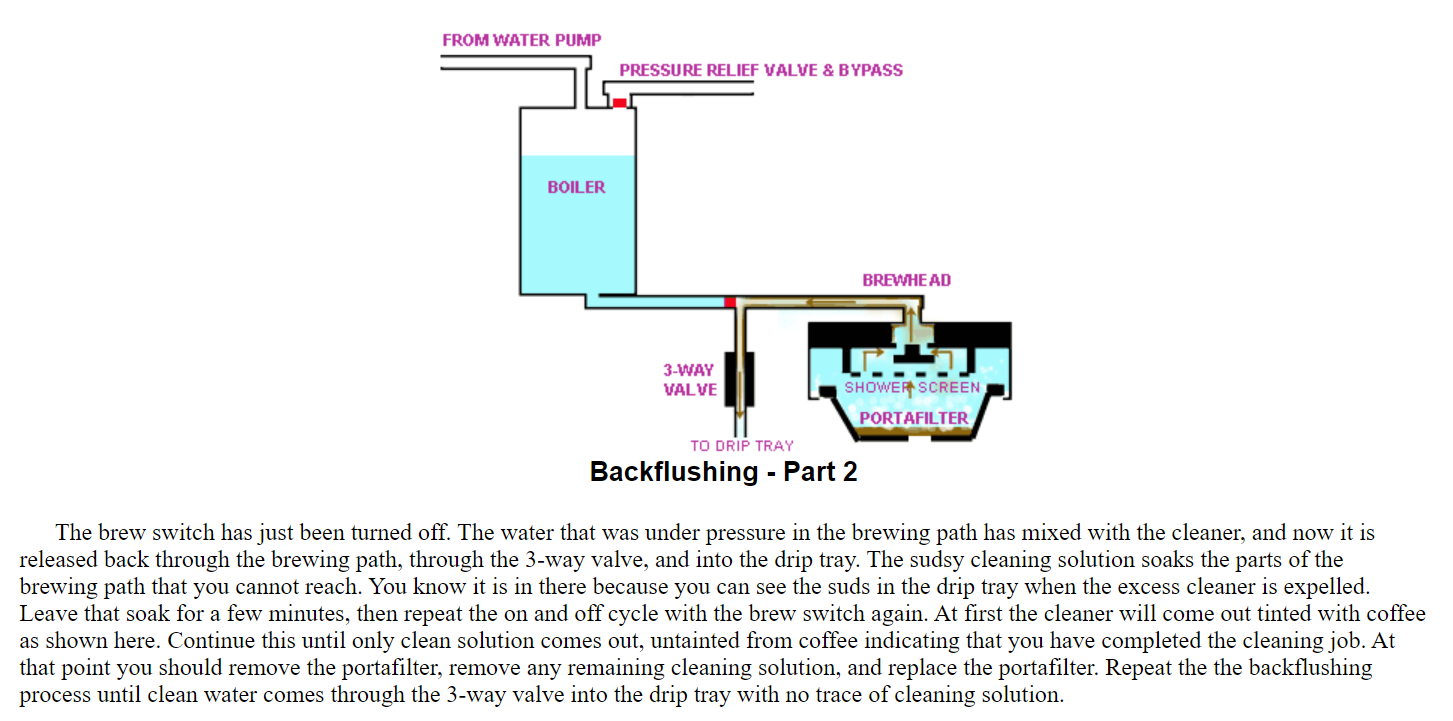 FROM WATER PUMP
PRESSURE RELIEF VALVE & BYPASS
BOILER
BREWHEAD
3-WAY
VALVE
SHOWER SCREEN
PORTAFILTER
TO DRIP TRAY
Backflushing - Part 2
The brew switch has just been turned off. The water that was under pressure in the brewing path has mixed with the cleaner, and now it is
released back through the brewing path, through the 3-way valve, and into the drip tray. The sudsy cleaning solution soaks the parts of the
brewing path that you cannot reach. You know it is in there because you can see the suds in the drip tray when the excess cleaner is expelled.
Leave that soak for a few minutes, then repeat the on and off cycle with the brew switch again. At first the cleaner will come out tinted with coffee
as shown here. Continue this until only clean solution comes out, untainted from coffee indicating that you have completed the cleaning job. At
that point you should remove the portafilter, remove any remaining cleaning solution, and replace the portafilter. Repeat the the backflushing
process until clean water comes through the 3-way valve into the drip tray with no trace of cleaning solution.